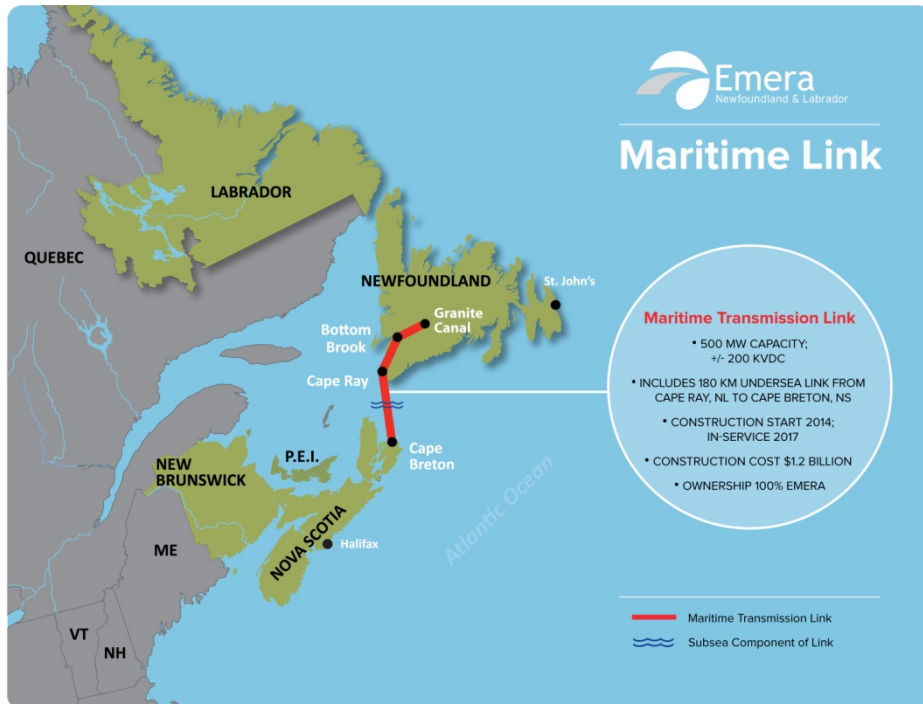 Emera
Newfoundland & Labrador
Maritime Link
LABRADOR
QUEBEC
NEWFOUNDLAND
St. John's
Granite
Canal
Bottom
Brook
Cape Ray
Cape
Breton
P.E.I.
NEW
BRUNSWICK
NOVA SCOTIA
Halifax
ME
VT
NH
Atlantic Ocean
Maritime Transmission Link
• 500 MW CAPACITY;
+/- 200 KVDC
• INCLUDES 180 KM UNDERSEA LINK FROM
CAPE RAY, NL TO CAPE BRETON, NS
• CONSTRUCTION START 2014;
IN-SERVICE 2017
• CONSTRUCTION COST $1.2 BILLION
• OWNERSHIP 100% EMERA
Maritime Transmission Link
Subsea Component of Link